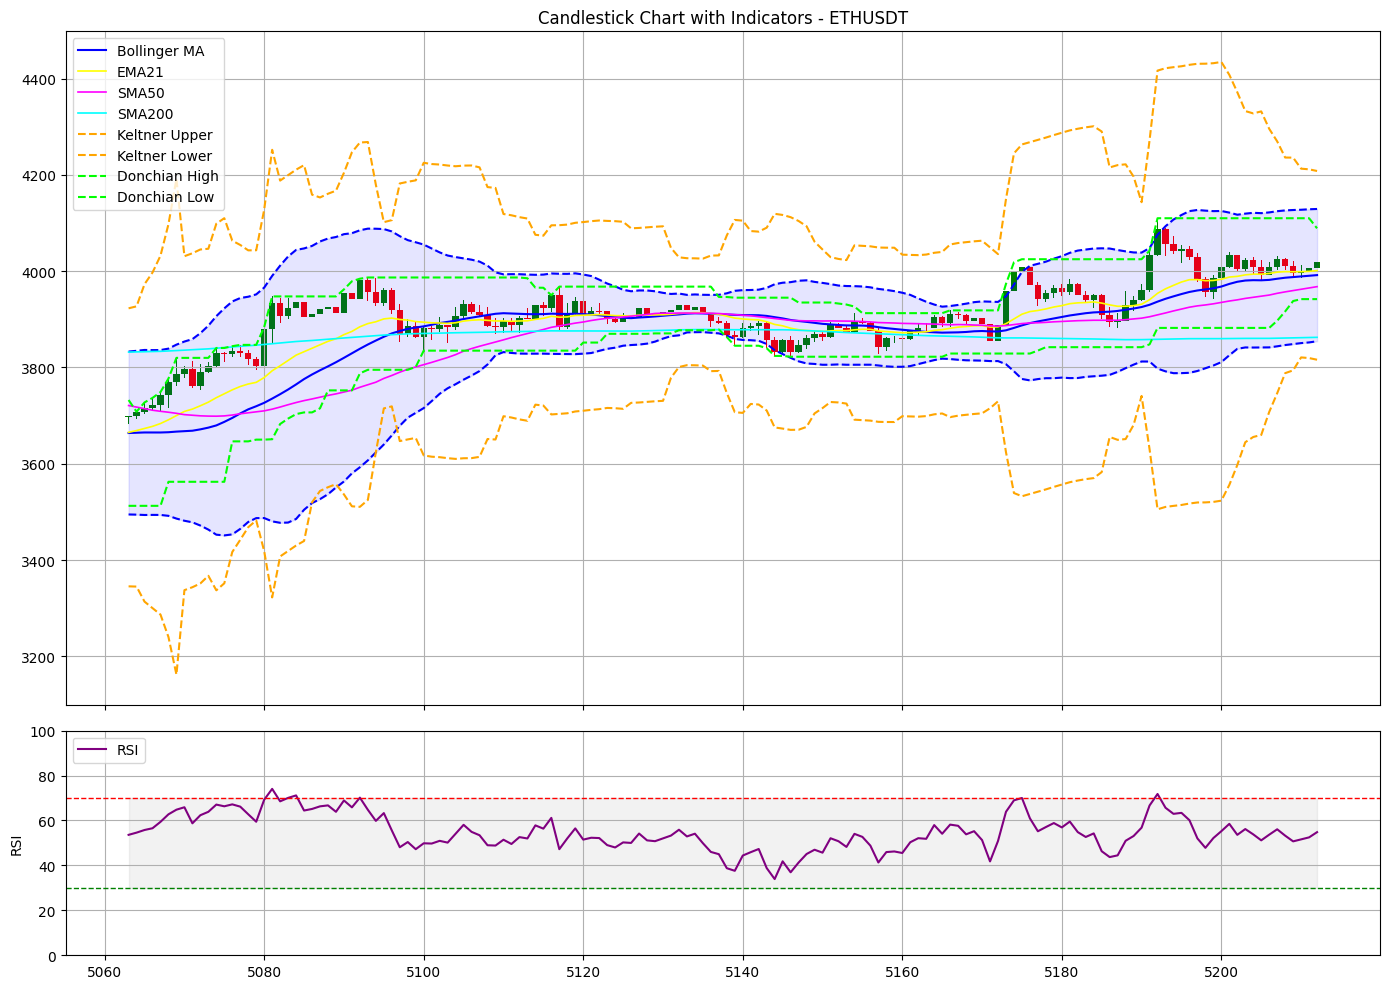 Candlestick Chart with Indicators - ETHUSDT
Bollinger MA
EMA21
SMA50
SMA200
Keltner Upper
Keltner Lower
Donchian High
Donchian Low
4400
4200
4000
3800
3600
3400
3200
RSI
100
80
60
40
20
0
RSI
5060 5080 5100 5120 5140 5160 5180 5200